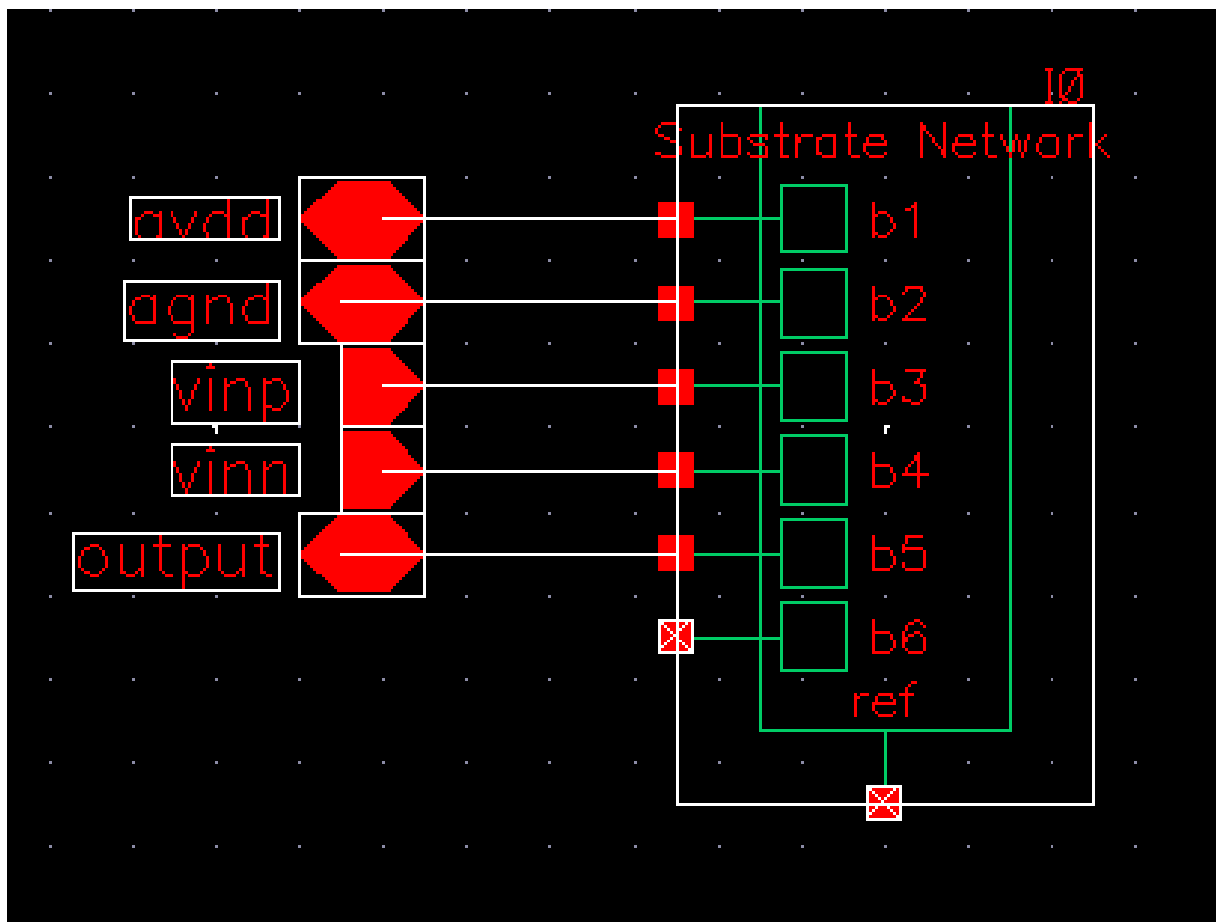 I0
Substrate Network
avdd
b1
agnd
b2
vinp
b3
vinn
b4
output
b5
b6
ref